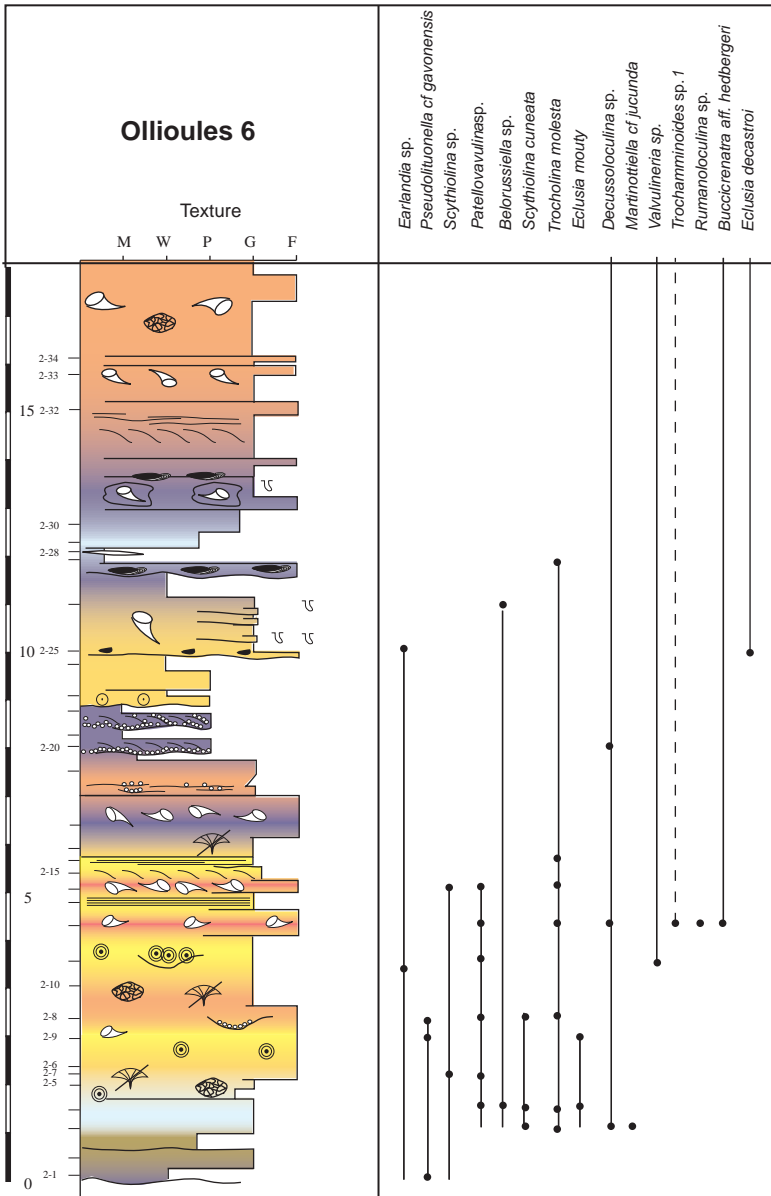 Ollioules 6
Texture
M W P G F
Earlandia sp.
Pseudolituonella cf gavonensis
Scythiolina sp.
Patellovavulinasp.
Belorussiella sp.
Scythiolina cuneata
Trocholina molesta
Eclusia mouty
Decussoloculina sp.
Martinottiella cf jucunda
Valvulineria sp.
Trochamminoides sp.1
Rumanoloculina sp.
Buccicrenatra aff. hedbergeri
Eclusia decastroi
2-34
2-33
15 2-32
2-30
2-28
10 2-25
2-20
2-15
5
2-10
2-8
2-9
2-6
2-7
2-5
0 2-1